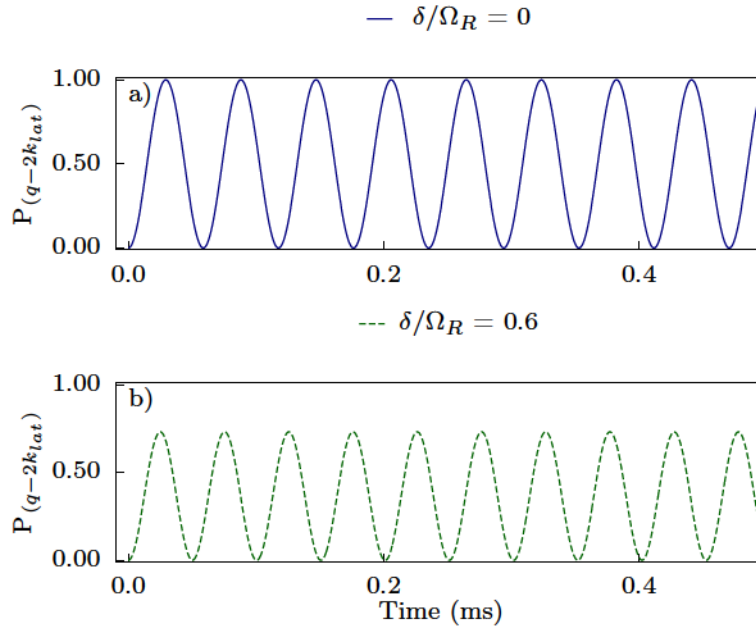 δ/Ω_R = 0
a)
1.00
0.50
0.00
P_(q−2k_lat)
0.0 0.2 0.4
δ/Ω_R = 0.6
b)
1.00
0.50
0.00
P_(q−2k_lat)
0.0 0.2 0.4
Time (ms)